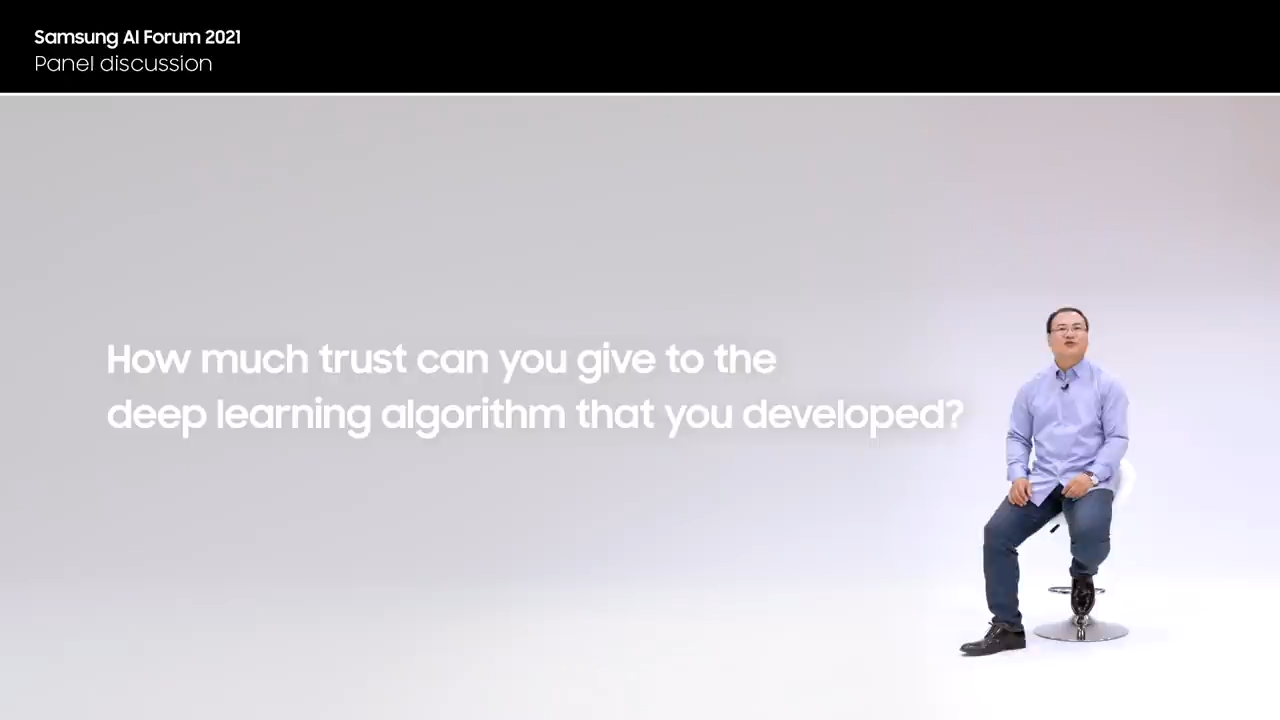 Samsung AI Forum 2021
Panel discussion
How much trust can you give to the
deep learning algorithm that you developed?